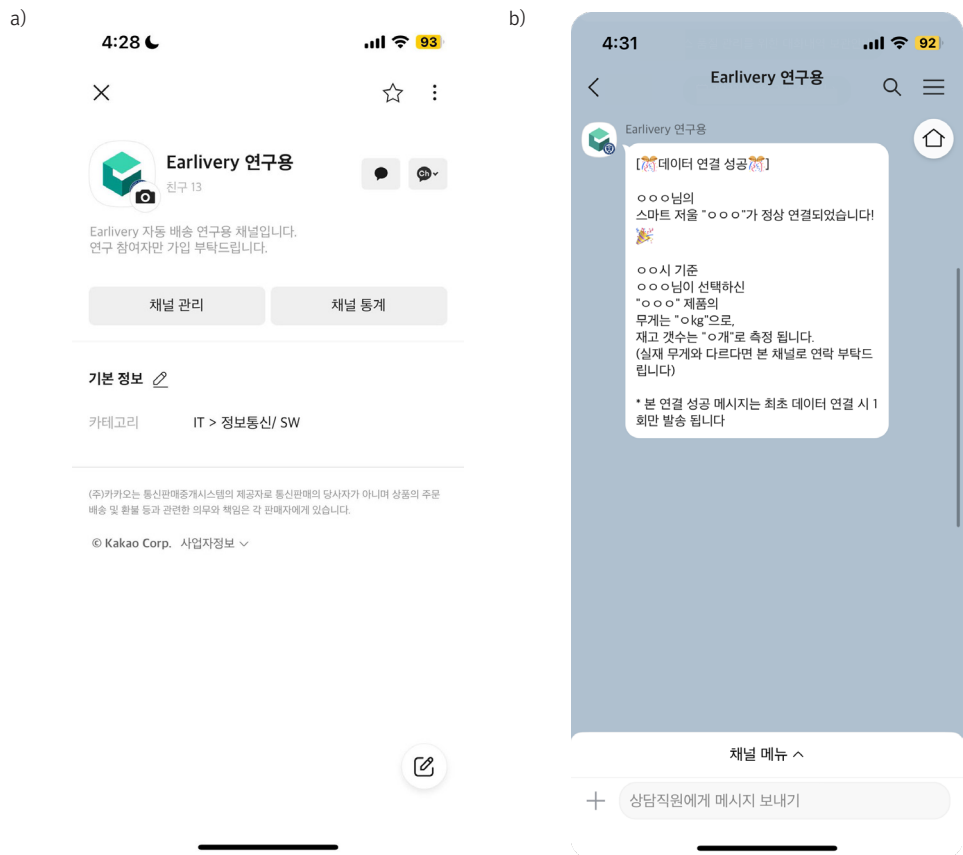 a)
4:28
93
Earlivery 연구용
친구 13
Ch
Earlivery 자동 배송 연구용 채널입니다.
연구 참여자만 가입 부탁드립니다.
채널 관리
채널 통계
기본 정보
카테고리
IT > 정보통신/ SW
(주)카카오는 통신판매중개시스템의 제공자로 통신판매의 당사자가 아니며 상품의 주문
배송 및 환불 등과 관련한 의무와 책임은 각 판매자에게 있습니다.
© Kakao Corp. 사업자정보
b)
4:31
92
Earlivery 연구용
Earlivery 연구용
[🎊데이터 연결 성공🎊]
ㅇㅇㅇ님의
스마트 저울 "ㅇㅇㅇ"가 정상 연결되었습니다!
🎉
ㅇㅇ시 기준
ㅇㅇㅇ님이 선택하신
"ㅇㅇㅇ" 제품의
무게는 "ㅇkg"으로,
재고 갯수는 "ㅇ개"로 측정 됩니다.
(실재 무게와 다르다면 본 채널로 연락 부탁드
립니다)
* 본 연결 성공 메시지는 최초 데이터 연결 시 1
회만 발송 됩니다
채널 메뉴
상담직원에게 메시지 보내기